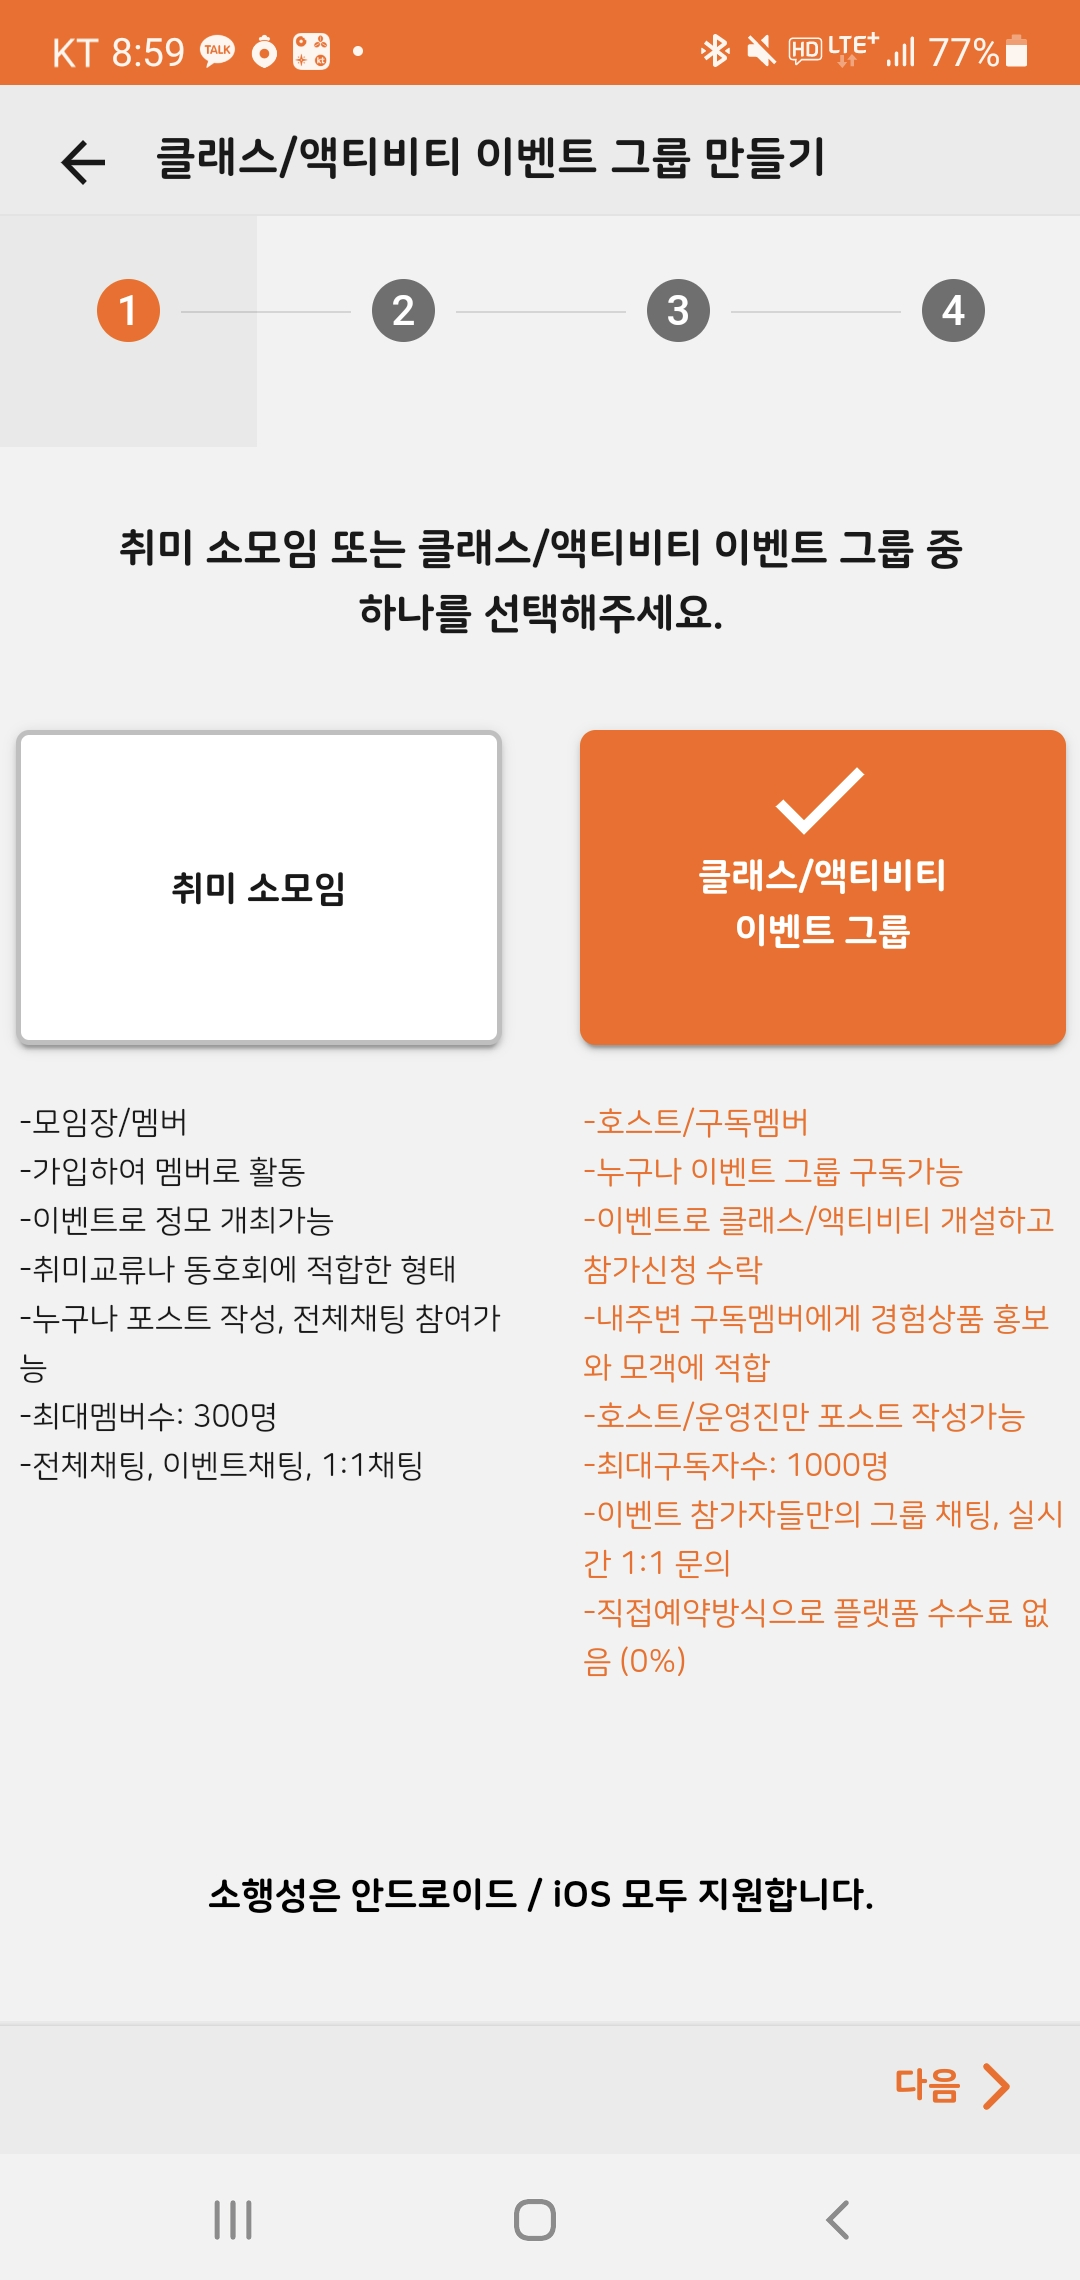 KT 8:59 TALK kt HD LTE+ 77%
클래스/액티비티 이벤트 그룹 만들기
1 2 3 4
취미 소모임 또는 클래스/액티비티 이벤트 그룹 중
하나를 선택해주세요.
취미 소모임
클래스/액티비티
이벤트 그룹
-모임장/멤버
-가입하여 멤버로 활동
-이벤트로 정모 개최가능
-취미교류나 동호회에 적합한 형태
-누구나 포스트 작성, 전체채팅 참여가
능
-최대멤버수: 300명
-전체채팅, 이벤트채팅, 1:1채팅
-호스트/구독멤버
-누구나 이벤트 그룹 구독가능
-이벤트로 클래스/액티비티 개설하고
참가신청 수락
-내주변 구독멤버에게 경험상품 홍보
와 모객에 적합
-호스트/운영진만 포스트 작성가능
-최대구독자수: 1000명
-이벤트 참가자들만의 그룹 채팅, 실시
간 1:1 문의
-직접예약방식으로 플랫폼 수수료 없
음 (0%)
소행성은 안드로이드 / iOS 모두 지원합니다.
다음